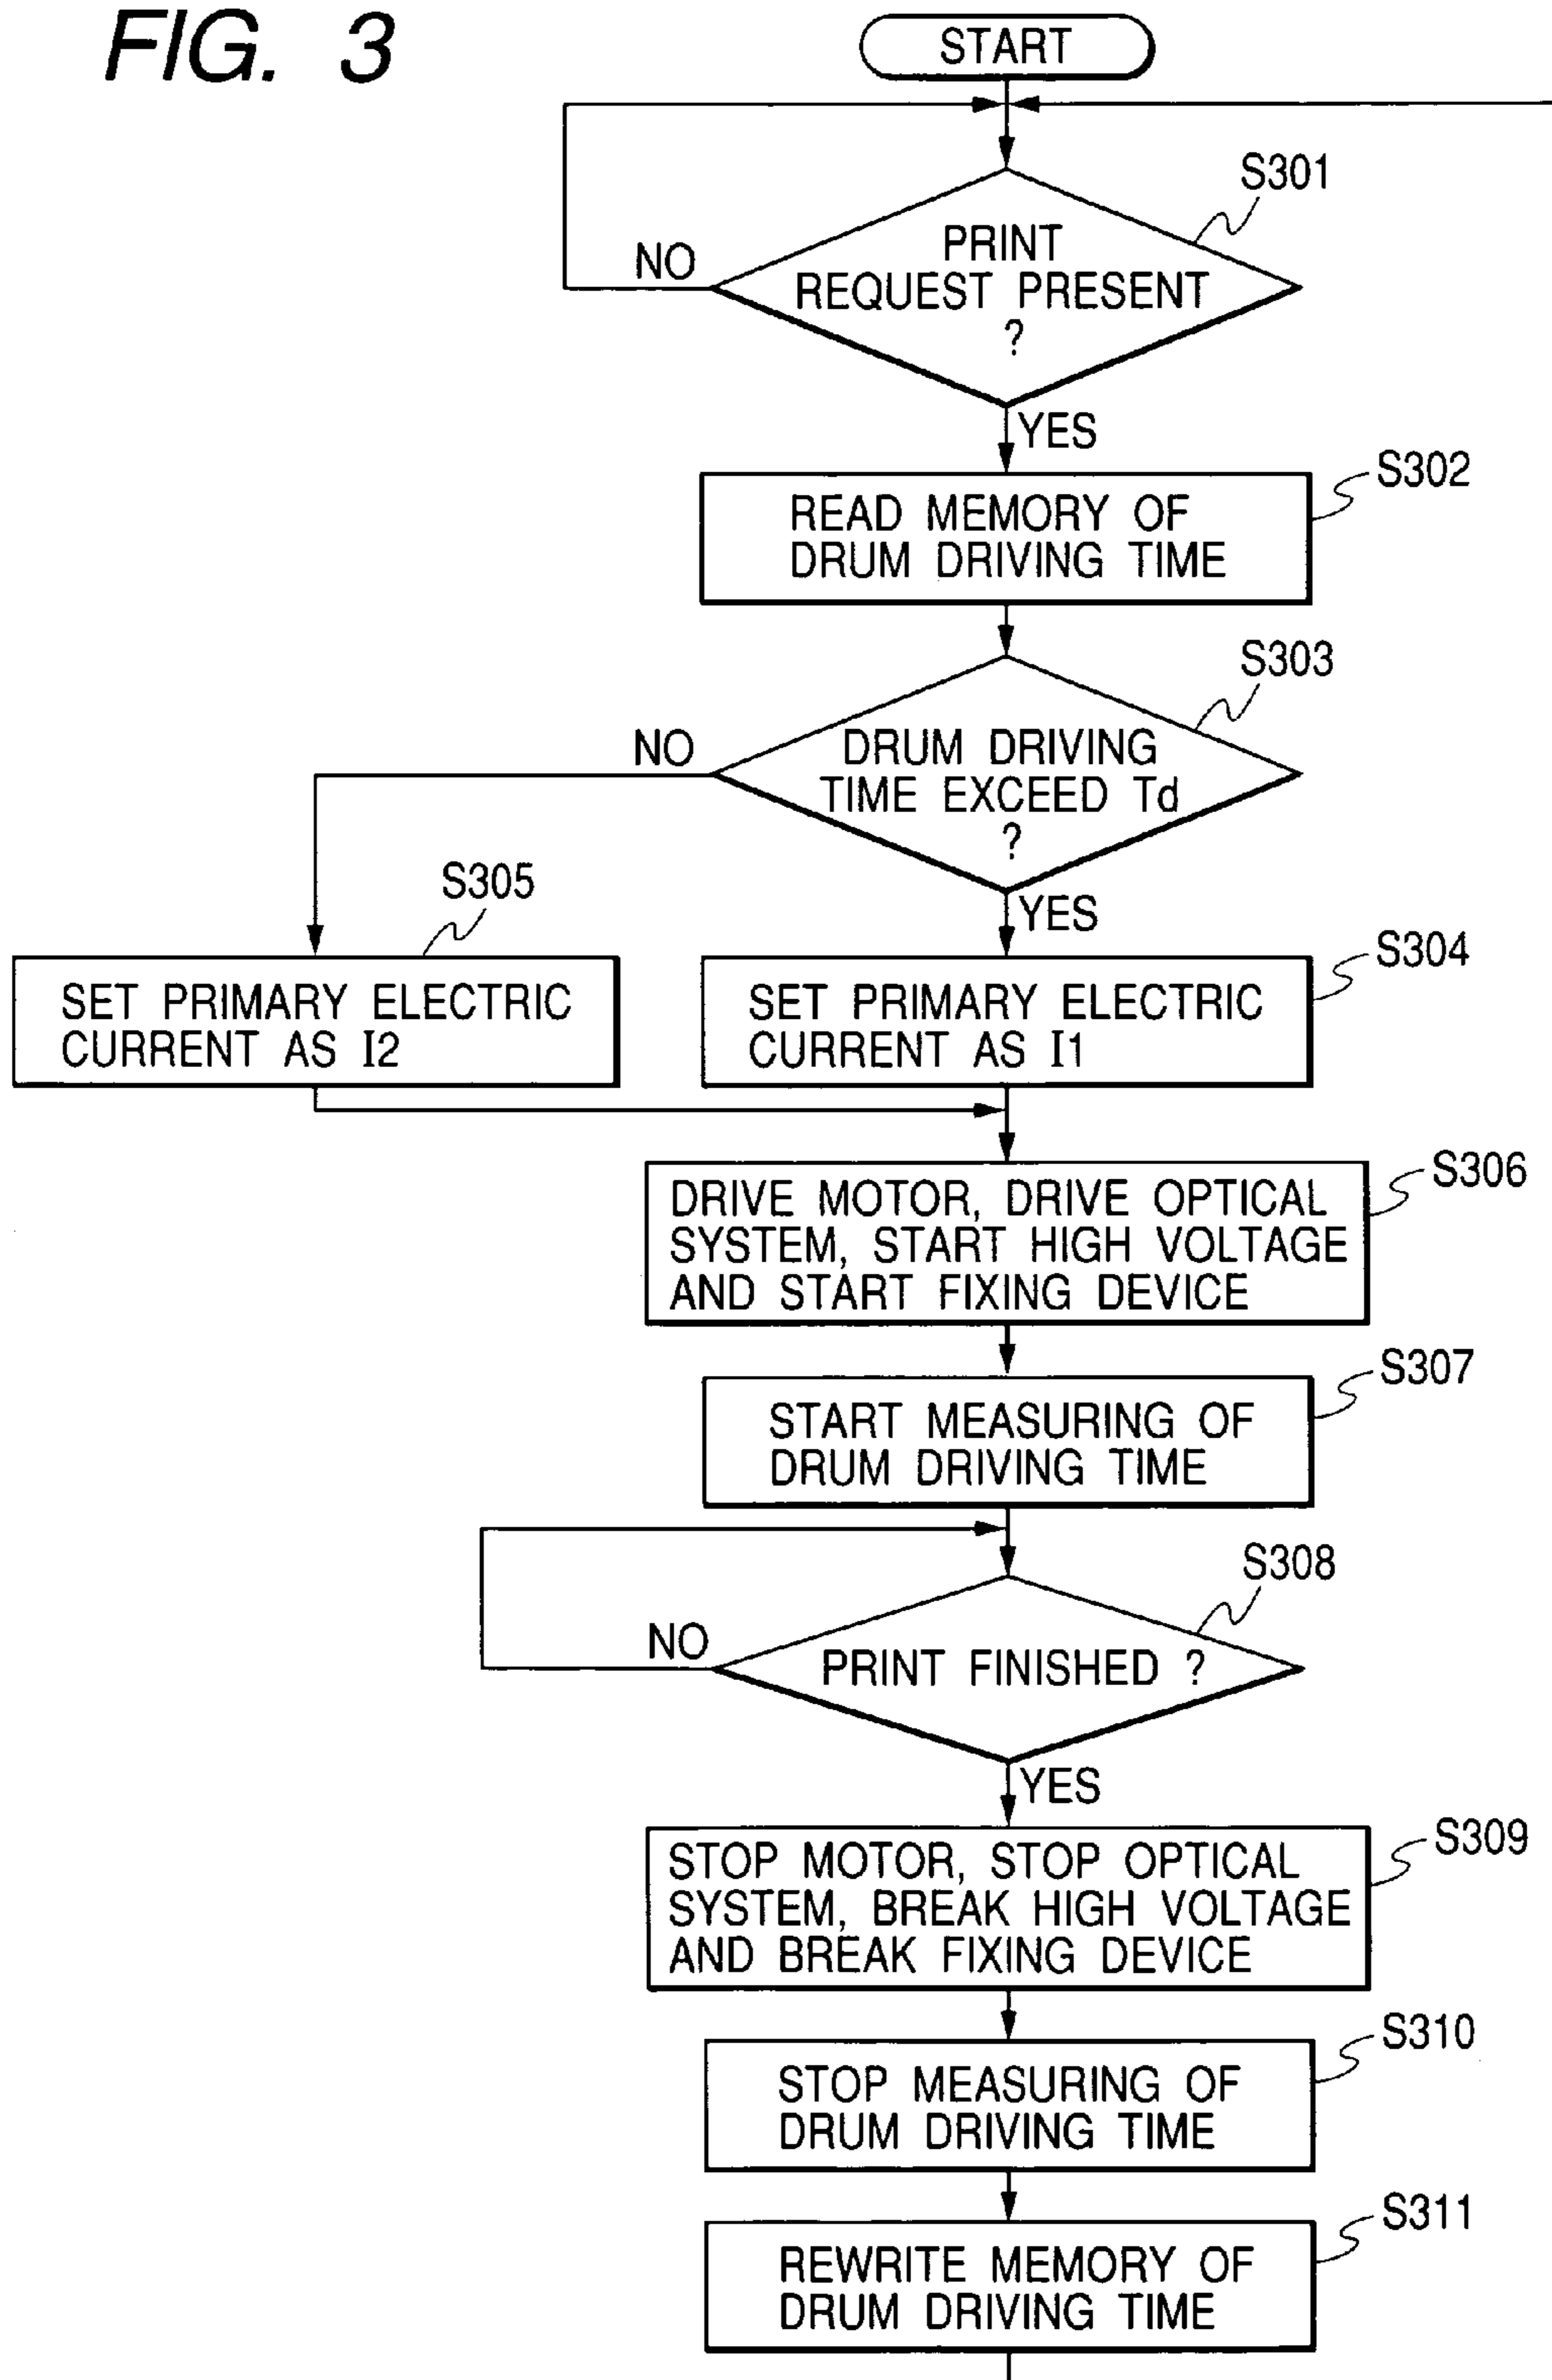 FIG. 3
START
S301
PRINT
REQUEST PRESENT
?
NO
YES
S302
READ MEMORY OF
DRUM DRIVING TIME
S303
DRUM DRIVING
TIME EXCEED Td
?
NO
YES
S305
SET PRIMARY ELECTRIC
CURRENT AS I2
S304
SET PRIMARY ELECTRIC
CURRENT AS I1
S306
DRIVE MOTOR, DRIVE OPTICAL
SYSTEM, START HIGH VOLTAGE
AND START FIXING DEVICE
S307
START MEASURING OF
DRUM DRIVING TIME
S308
NO
PRINT FINISHED ?
YES
S309
STOP MOTOR, STOP OPTICAL
SYSTEM, BREAK HIGH VOLTAGE
AND BREAK FIXING DEVICE
S310
STOP MEASURING OF
DRUM DRIVING TIME
S311
REWRITE MEMORY OF
DRUM DRIVING TIME